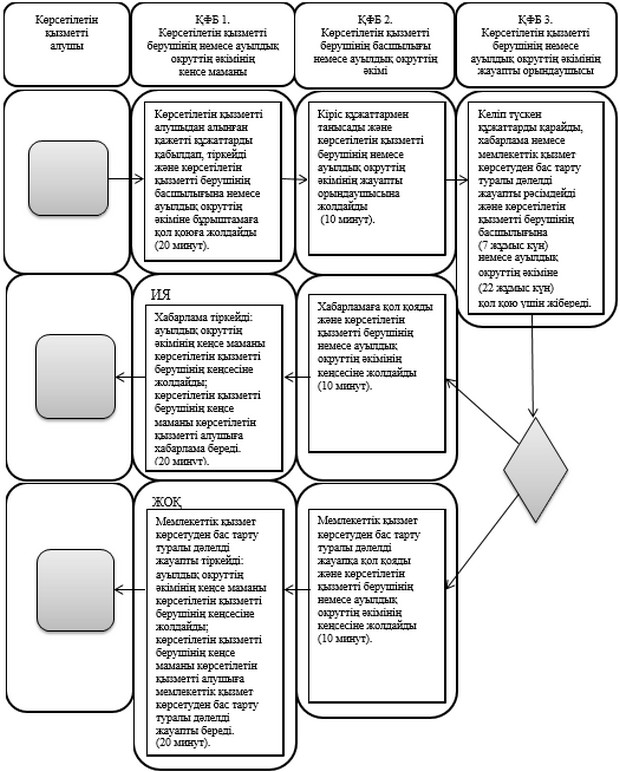 Көрсетілетін
қызметті
алушы
ҚФБ 1.
Көрсетілетін қызметті
берушінің немесе ауылдық
округтің әкімінің
кеңсе маманы
ҚФБ 2.
Көрсетілетін қызметті
берушінің басшылығы
немесе ауылдық округтің
әкімі
ҚФБ 3.
Көрсетілетін қызметті
берушінің немесе
ауылдық округтің әкімінің
жауапты орындаушысы
Көрсетілетін қызметті
алушыдан алынған
қажетті құжаттарды
қабылдап, тіркейді
және көрсетілетін
қызметті берушінің
басшылығына немесе
ауылдық округтің
әкіміне бұрыштамаға
қол қоюға жолдайды
(20 минут).
Кіріс құжаттармен
танысады және
көрсетілетін қызметті
берушінің немесе
ауылдық округтің
әкімінің жауапты
орындаушысына
жолдайды
(10 минут).
Келіп түскен
құжаттарды қарайды,
хабарлама немесе
мемлекеттік қызмет
көрсетуден бас тарту
туралы дәлелді
жауапты рәсімдейді
және көрсетілетін
қызметті берушінің
басшылығына
(7 жұмыс күн)
немесе ауылдық
округтің әкіміне
(22 жұмыс күн)
қол қою үшін жібереді.
ИЯ
Хабарлама тіркейді:
ауылдық округтің
әкімінің кеңсе маманы
көрсетілетін қызметті
берушінің кеңсесіне
жолдайды;
көрсетілетін қызметті
берушінің кеңсе
маманы көрсетілетін
қызметті алушыға
хабарлама береді.
(20 минут).
Хабарламаға қол қояды
және көрсетілетін
қызметті берушінің
немесе ауылдық
округтің әкімінің
кеңсесіне жолдайды
(10 минут).
ЖОҚ
Мемлекеттік қызмет
көрсетуден бас тарту
туралы дәлелді
жауапты тіркейді:
ауылдық округтің
әкімінің кеңсе маманы
көрсетілетін қызметті
берушінің кеңсесіне
жолдайды;
көрсетілетін қызметті
берушінің кеңсе
маманы көрсетілетін
қызметті алушыға
мемлекеттік қызмет
көрсетуден бас тарту
туралы дәлелді
жауапты береді.
(20 минут).
Мемлекеттік қызмет
көрсетуден бас тарту
туралы дәлелді
жауапқа қол қояды
және көрсетілетін
қызметті берушінің
немесе ауылдық
округтің әкімінің
кеңсесіне жолдайды
(10 минут).